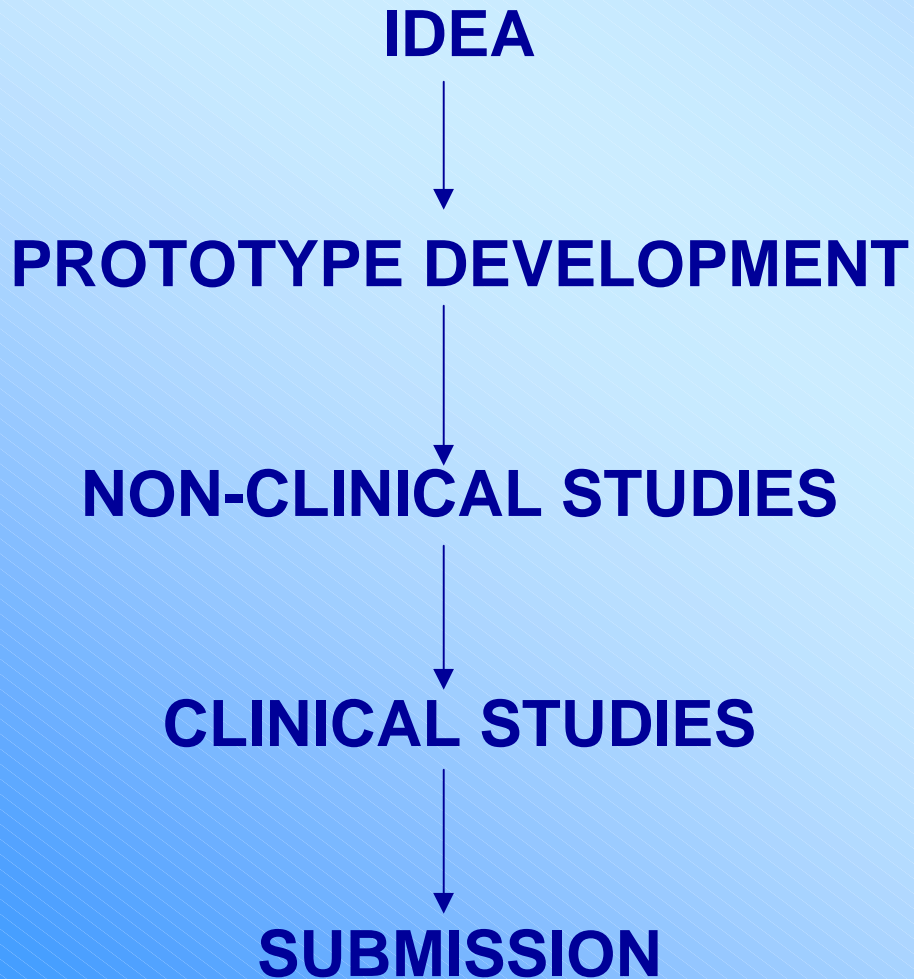 IDEA
PROTOTYPE DEVELOPMENT
NON-CLINICAL STUDIES
CLINICAL STUDIES
SUBMISSION